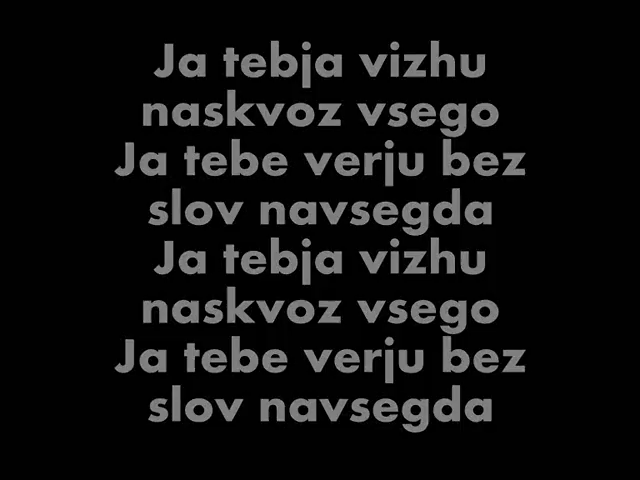 Ja tebja vizhu
naskvoz vsego
Ja tebe verju bez
slov navsegda
Ja tebja vizhu
naskvoz vsego
Ja tebe verju bez
slov navsegda